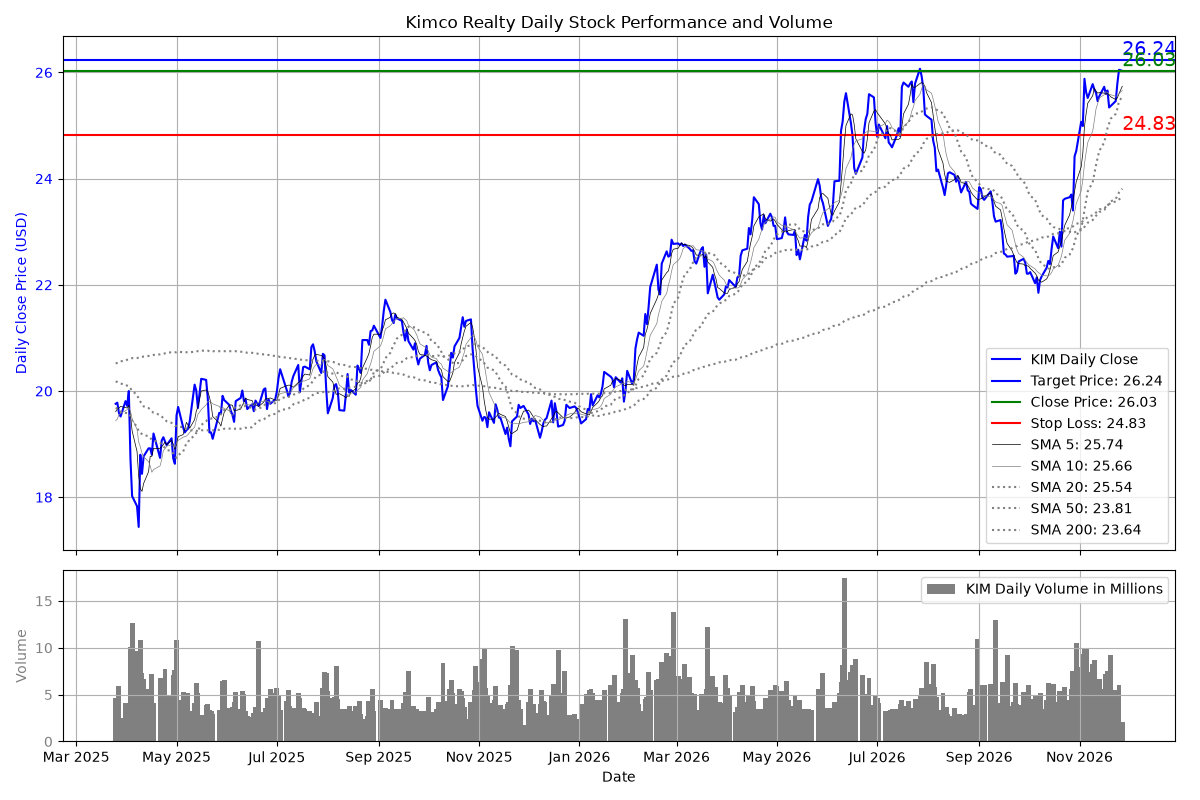 Kimco Realty Daily Stock Performance and Volume
26.24
26.03
24.83
26
24
22
20
18
Daily Close Price (USD)
KIM Daily Close
Target Price: 26.24
Close Price: 26.03
Stop Loss: 24.83
SMA 5: 25.74
SMA 10: 25.66
SMA 20: 25.54
SMA 50: 23.81
SMA 200: 23.64
KIM Daily Volume in Millions
15
10
5
0
Volume
Mar 2025
May 2025
Jul 2025
Sep 2025
Nov 2025
Jan 2026
Mar 2026
May 2026
Jul 2026
Sep 2026
Nov 2026
Date